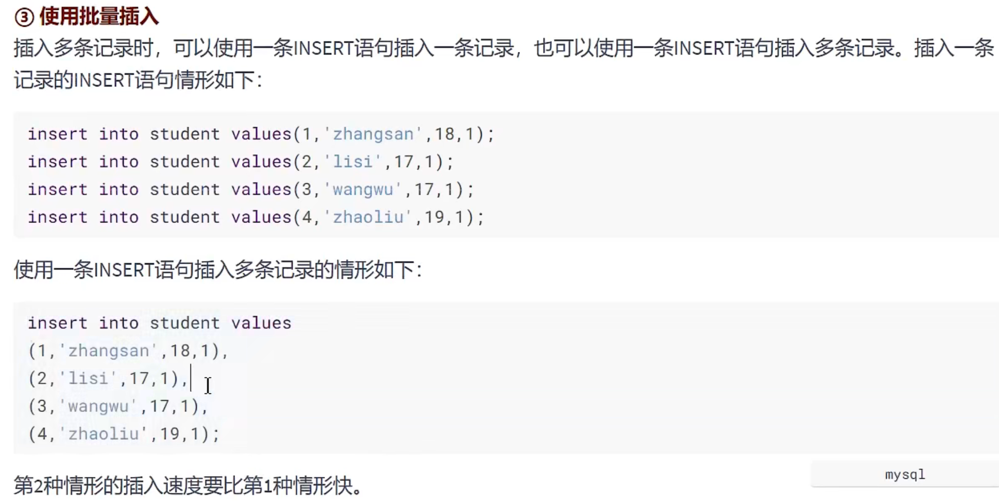 ③ 使用批量插入
插入多条记录时，可以使用一条INSERT语句插入一条记录，也可以使用一条INSERT语句插入多条记录。插入一条
记录的INSERT语句情形如下：
insert into student values(1,'zhangsan',18,1);
insert into student values(2,'lisi',17,1);
insert into student values(3,'wangwu',17,1);
insert into student values(4,'zhaoliu',19,1);
使用一条INSERT语句插入多条记录的情形如下：
insert into student values
(1,'zhangsan',18,1),
(2,'lisi',17,1),
(3,'wangwu',17,1),
(4,'zhaoliu',19,1);
mysql
第2种情形的插入速度要比第1种情形快。